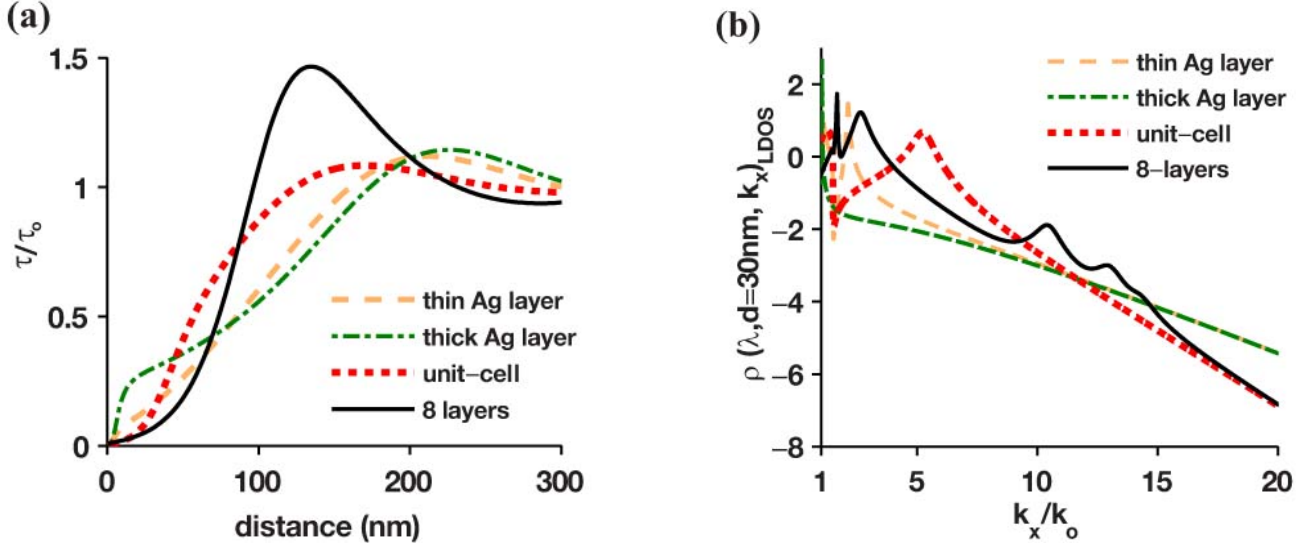 (a)
1.5
1
0.5
0
τ/τo
thin Ag layer
thick Ag layer
unit-cell
8 layers
0
100
200
300
distance (nm)
(b)
2
0
-2
-4
-6
-8
ρ (λ,d=30nm, kx)LDOS
thin Ag layer
thick Ag layer
unit-cell
8-layers
1
5
10
15
20
kx/ko